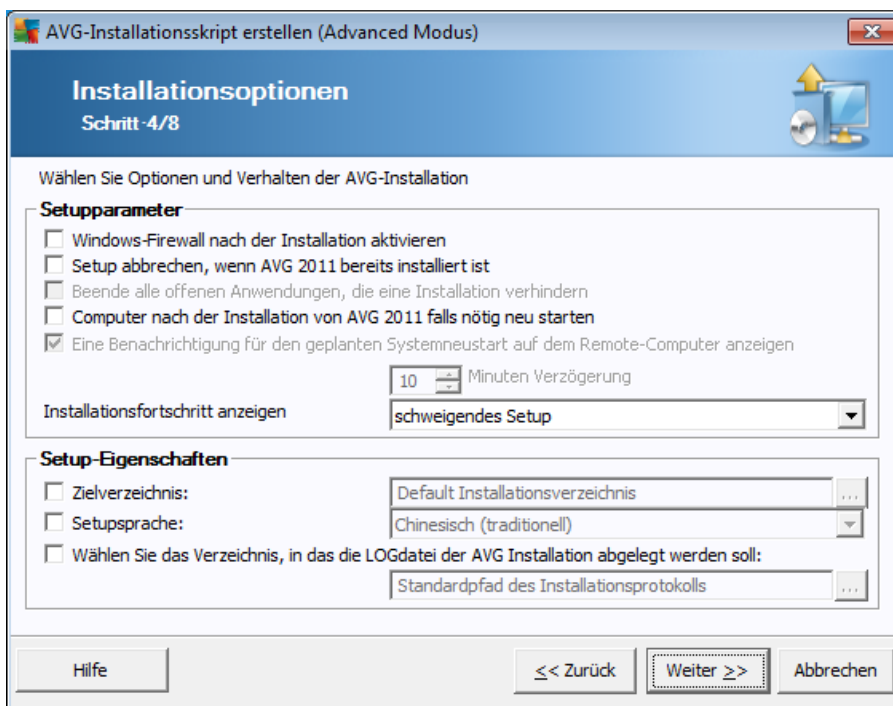 AVG-Installationsskript erstellen (Advanced Modus)
Installationsoptionen
Schritt-4/8
Wählen Sie Optionen und Verhalten der AVG-Installation
Setupparameter
Windows-Firewall nach der Installation aktivieren
Setup abbrechen, wenn AVG 2011 bereits installiert ist
Beende alle offenen Anwendungen, die eine Installation verhindern
Computer nach der Installation von AVG 2011 falls nötig neu starten
Eine Benachrichtigung für den geplanten Systemneustart auf dem Remote-Computer anzeigen
10 Minuten Verzögerung
Installationsfortschritt anzeigen schweigendes Setup
Setup-Eigenschaften
Zielverzeichnis: Default Installationsverzeichnis ...
Setupsprache: Chinesisch (traditionell)
Wählen Sie das Verzeichnis, in das die LOGdatei der AVG Installation abgelegt werden soll:
Standardpfad des Installationsprotokolls ...
Hilfe << Zurück Weiter >> Abbrechen